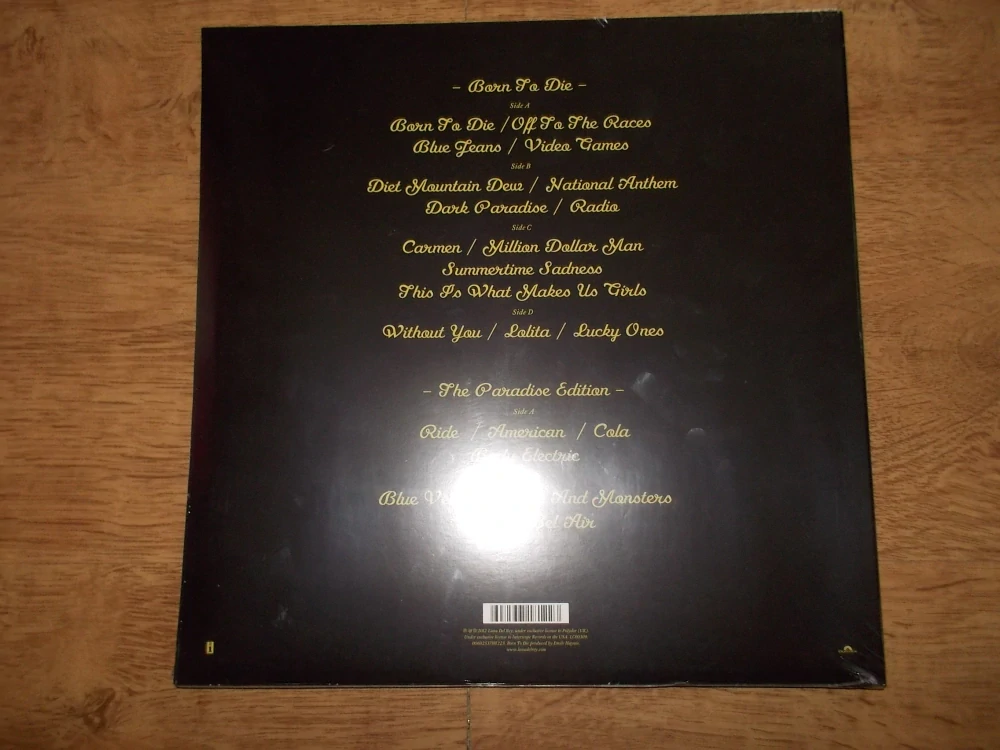 - Born To Die -
Side A
Born To Die / Off To The Races
Blue Jeans / Video Games
Side B
Diet Mountain Dew / National Anthem
Dark Paradise / Radio
Side C
Carmen / Million Dollar Man
Summertime Sadness
This Is What Makes Us Girls
Side D
Without You / Lolita / Lucky Ones
- The Paradise Edition -
Side A
Ride / American / Cola
Electric
Blue And Monsters
Air